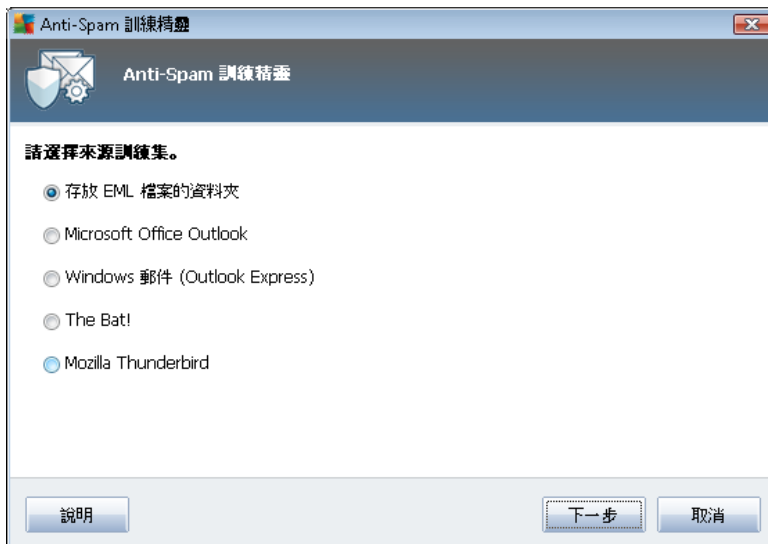 Anti-Spam 訓練精靈
Anti-Spam 訓練精靈
請選擇來源訓練集。
存放 EML 檔案的資料夾
Microsoft Office Outlook
Windows 郵件 (Outlook Express)
The Bat!
Mozilla Thunderbird
說明
下一步
取消